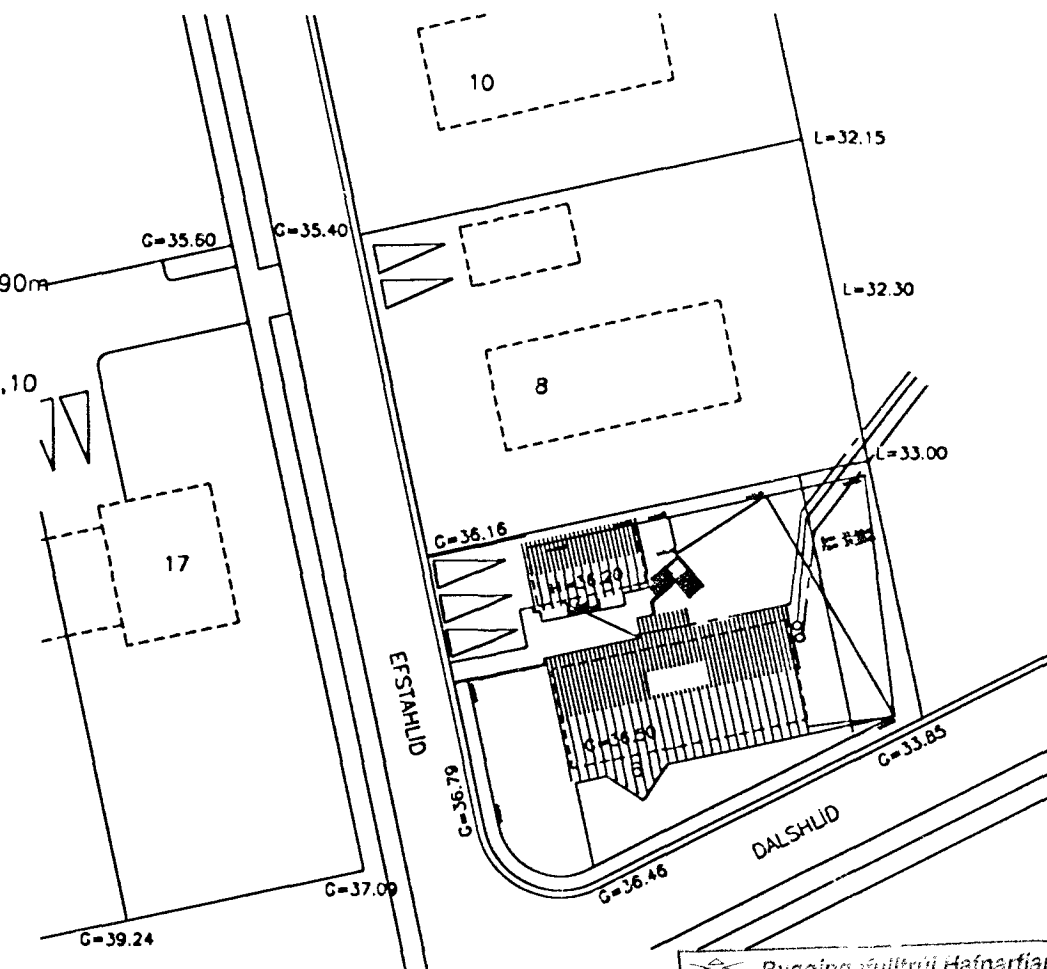 10
L=32.15
G=35.60
G=35.40
90m
L=32.30
,10
8
L=33.00
G=36.16
17
H=36.20
EFSTAHLID
G=36.50
G=36.79
G=33.85
DALSHLID
G=36.46
G=37.09
G=39.24